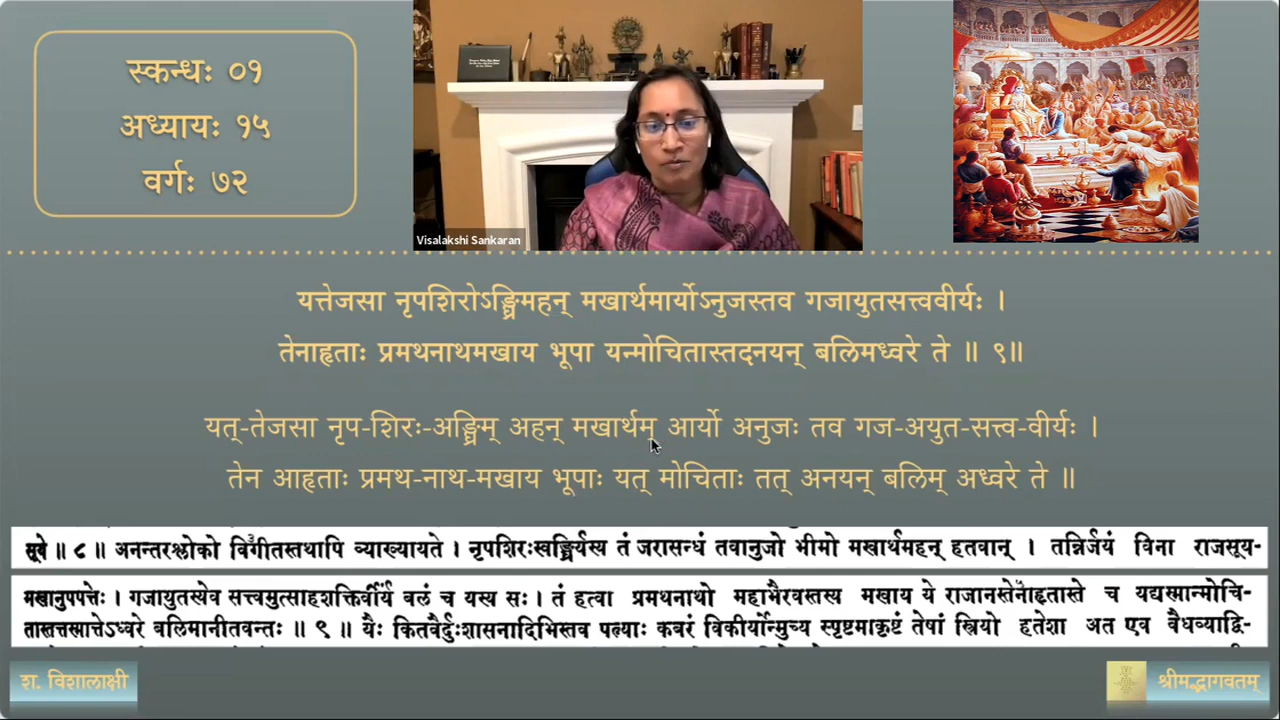 स्कन्धः ०१
अध्यायः १५
वर्गः ७२
Visalakshi Sankaran
यत्तेजसा नृपशिरोऽङ्घ्रिमहन् मखार्थमार्योऽनुजस्तव गजायुतसत्त्ववीर्यः ।
तेनाहृताः प्रमथनाथमखाय भूपा यन्मोचितास्तदनयन् बलिमध्वरे ते ॥ ९॥
यत्-तेजसा नृप-शिरः-अङ्घ्रिम् अहन् मखार्थम् आर्यो अनुजः तव गज-अयुत-सत्त्व-वीर्यः ।
तेन आहृताः प्रमथ-नाथ-मखाय भूपाः यत् मोचिताः तत् अनयन् बलिम् अध्वरे ते ॥
सूवे ॥ ८ ॥ अनन्तरश्लोको विगीतस्तथापि व्याख्यायते । नृपशिरःस्वङ्घ्रिर्यस्य तं जरासन्धं तवानुजो भीमो मखार्थमहन् हतवान् । तन्निर्जयं विना राजसूय-
मखानुपपत्तेः । गजायुतस्येव सत्त्वमुत्साहशक्तिर्वीर्यं बलं च यस्य सः । तं हत्वा प्रमथनाथो महाभैरवस्तस्य मखाय ये राजानस्तेनाहृतास्ते च यद्यस्मान्मोचि-
तास्तत्तस्मात्तेऽध्वरे बलिमानीतवन्तः ॥ ९ ॥ यैः कितवैर्दुःशासनादिभिस्तव पत्न्याः कबरं विकीर्योन्मुच्य स्पृष्टमाकृष्टं तेषां स्त्रियो हतेशा अत एव वैधव्याद्वि-
श. विशालाक्षी
श्रीमद्भागवतम्